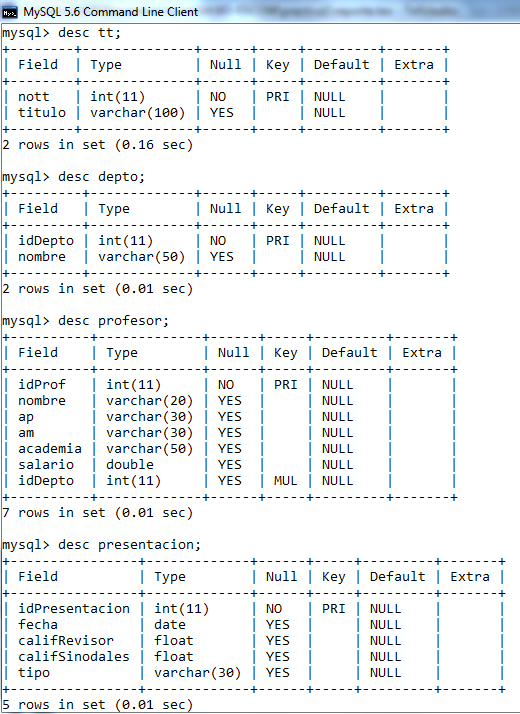 MySQL 5.6 Command Line Client
mysql> desc tt;
+---------+--------------+------+-----+---------+-------+
| Field   | Type         | Null | Key | Default | Extra |
+---------+--------------+------+-----+---------+-------+
| nott    | int(11)      | NO   | PRI | NULL    |       |
| titulo  | varchar(100) | YES  |     | NULL    |       |
+---------+--------------+------+-----+---------+-------+
2 rows in set (0.16 sec)
mysql> desc depto;
+---------+-------------+------+-----+---------+-------+
| Field   | Type        | Null | Key | Default | Extra |
+---------+-------------+------+-----+---------+-------+
| idDepto | int(11)     | NO   | PRI | NULL    |       |
| nombre  | varchar(50) | YES  |     | NULL    |       |
+---------+-------------+------+-----+---------+-------+
2 rows in set (0.01 sec)
mysql> desc profesor;
+----------+-------------+------+-----+---------+-------+
| Field    | Type        | Null | Key | Default | Extra |
+----------+-------------+------+-----+---------+-------+
| idProf   | int(11)     | NO   | PRI | NULL    |       |
| nombre   | varchar(20) | YES  |     | NULL    |       |
| ap       | varchar(30) | YES  |     | NULL    |       |
| am       | varchar(30) | YES  |     | NULL    |       |
| academia | varchar(50) | YES  |     | NULL    |       |
| salario  | double      | YES  |     | NULL    |       |
| idDepto  | int(11)     | YES  | MUL | NULL    |       |
+----------+-------------+------+-----+---------+-------+
7 rows in set (0.01 sec)
mysql> desc presentacion;
+----------------+-------------+------+-----+---------+-------+
| Field          | Type        | Null | Key | Default | Extra |
+----------------+-------------+------+-----+---------+-------+
| idPresentacion | int(11)     | NO   | PRI | NULL    |       |
| fecha          | date        | YES  |     | NULL    |       |
| califRevisor   | float       | YES  |     | NULL    |       |
| califSinodales | float       | YES  |     | NULL    |       |
| tipo           | varchar(30) | YES  |     | NULL    |       |
+----------------+-------------+------+-----+---------+-------+
5 rows in set (0.01 sec)